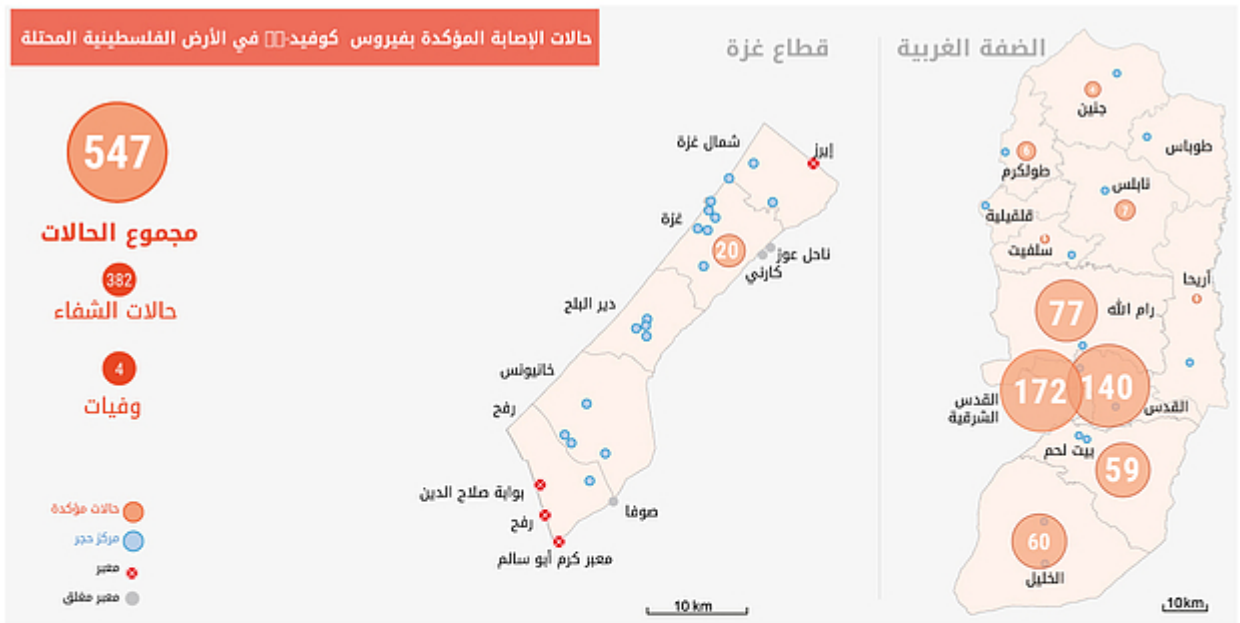 حالات الإصابة المؤكدة بفيروس كوفيد-▯▯ في الأرض الفلسطينية المحتلة
قطاع غزة
الضفة الغربية
547
مجموع الحالات
382
حالات الشفاء
4
وفيات
حالات مؤكدة
مركز حجر
معبر
معبر مغلق
شمال غزة
إيرز
غزة
20
ناحل عوز
كارني
دير البلح
خانيونس
رفح
بوابة صلاح الدين
رفح
صوفا
معبر كرم أبو سالم
10 km
جنين
طوباس
6
طولكرم
نابلس
7
قلقيلية
سلفيت
أريحا
77
رام الله
172
140
القدس
الشرقية
القدس
بيت لحم
59
60
الخليل
10km